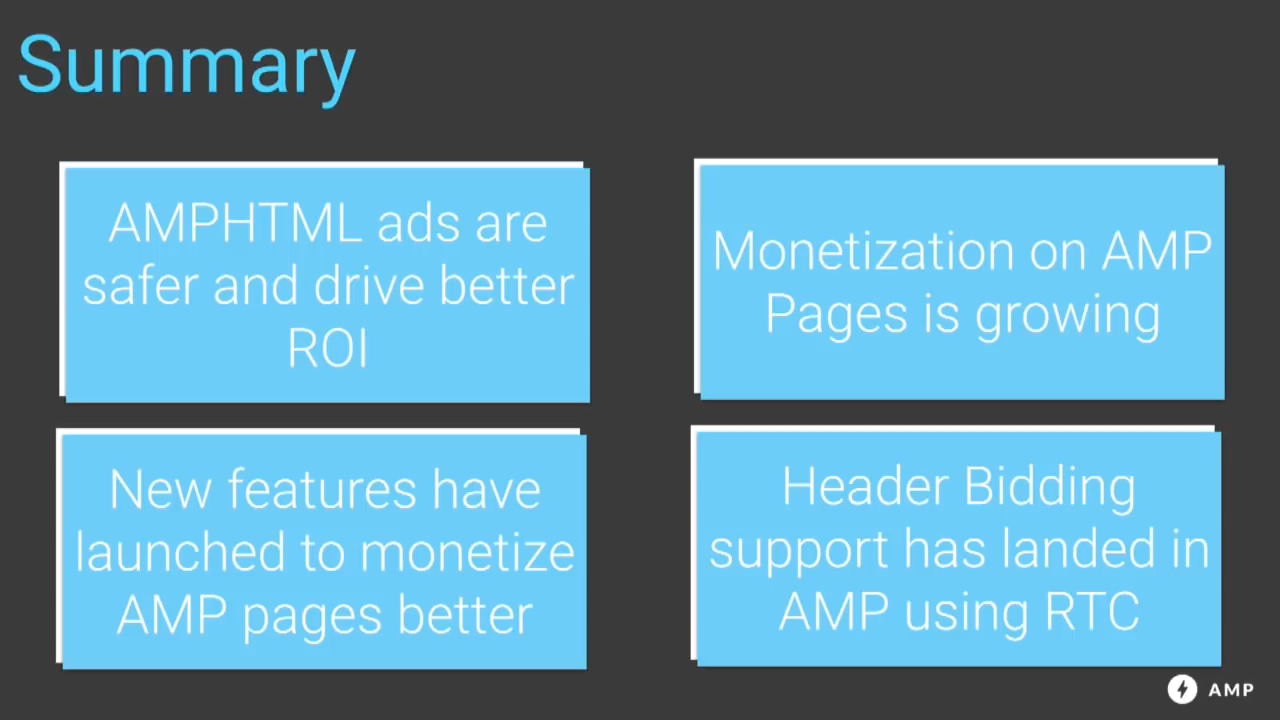 Summary
AMPHTML ads are
safer and drive better
ROI
Monetization on AMP
Pages is growing
New features have
launched to monetize
AMP pages better
Header Bidding
support has landed in
AMP using RTC
AMP